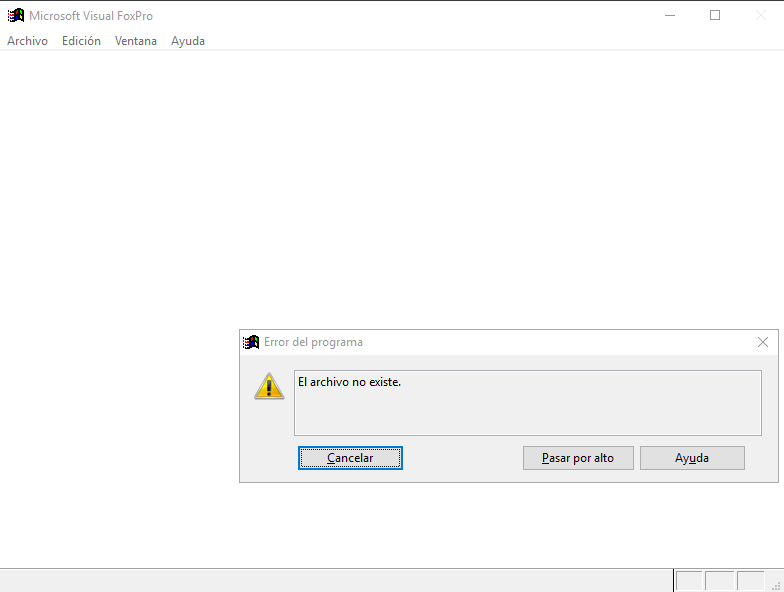 Microsoft Visual FoxPro
Archivo Edición Ventana Ayuda
Error del programa
El archivo no existe.
Cancelar Pasar por alto Ayuda